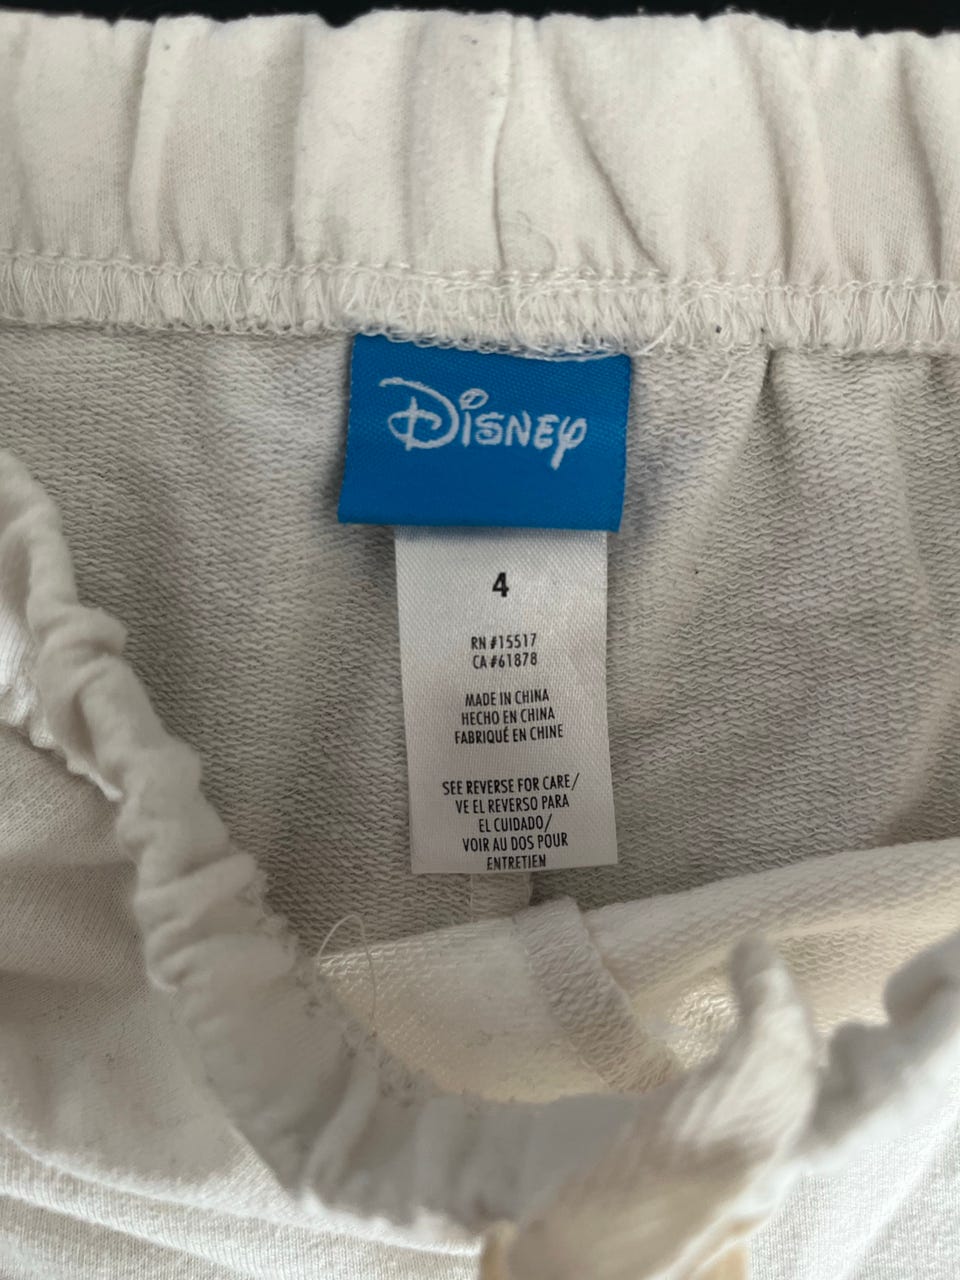 Disney
4
RN #15517
CA #61878
MADE IN CHINA
HECHO EN CHINA
FABRIQUÉ EN CHINE
SEE REVERSE FOR CARE/
VE EL REVERSO PARA
EL CUIDADO/
VOIR AU DOS POUR
ENTRETIEN